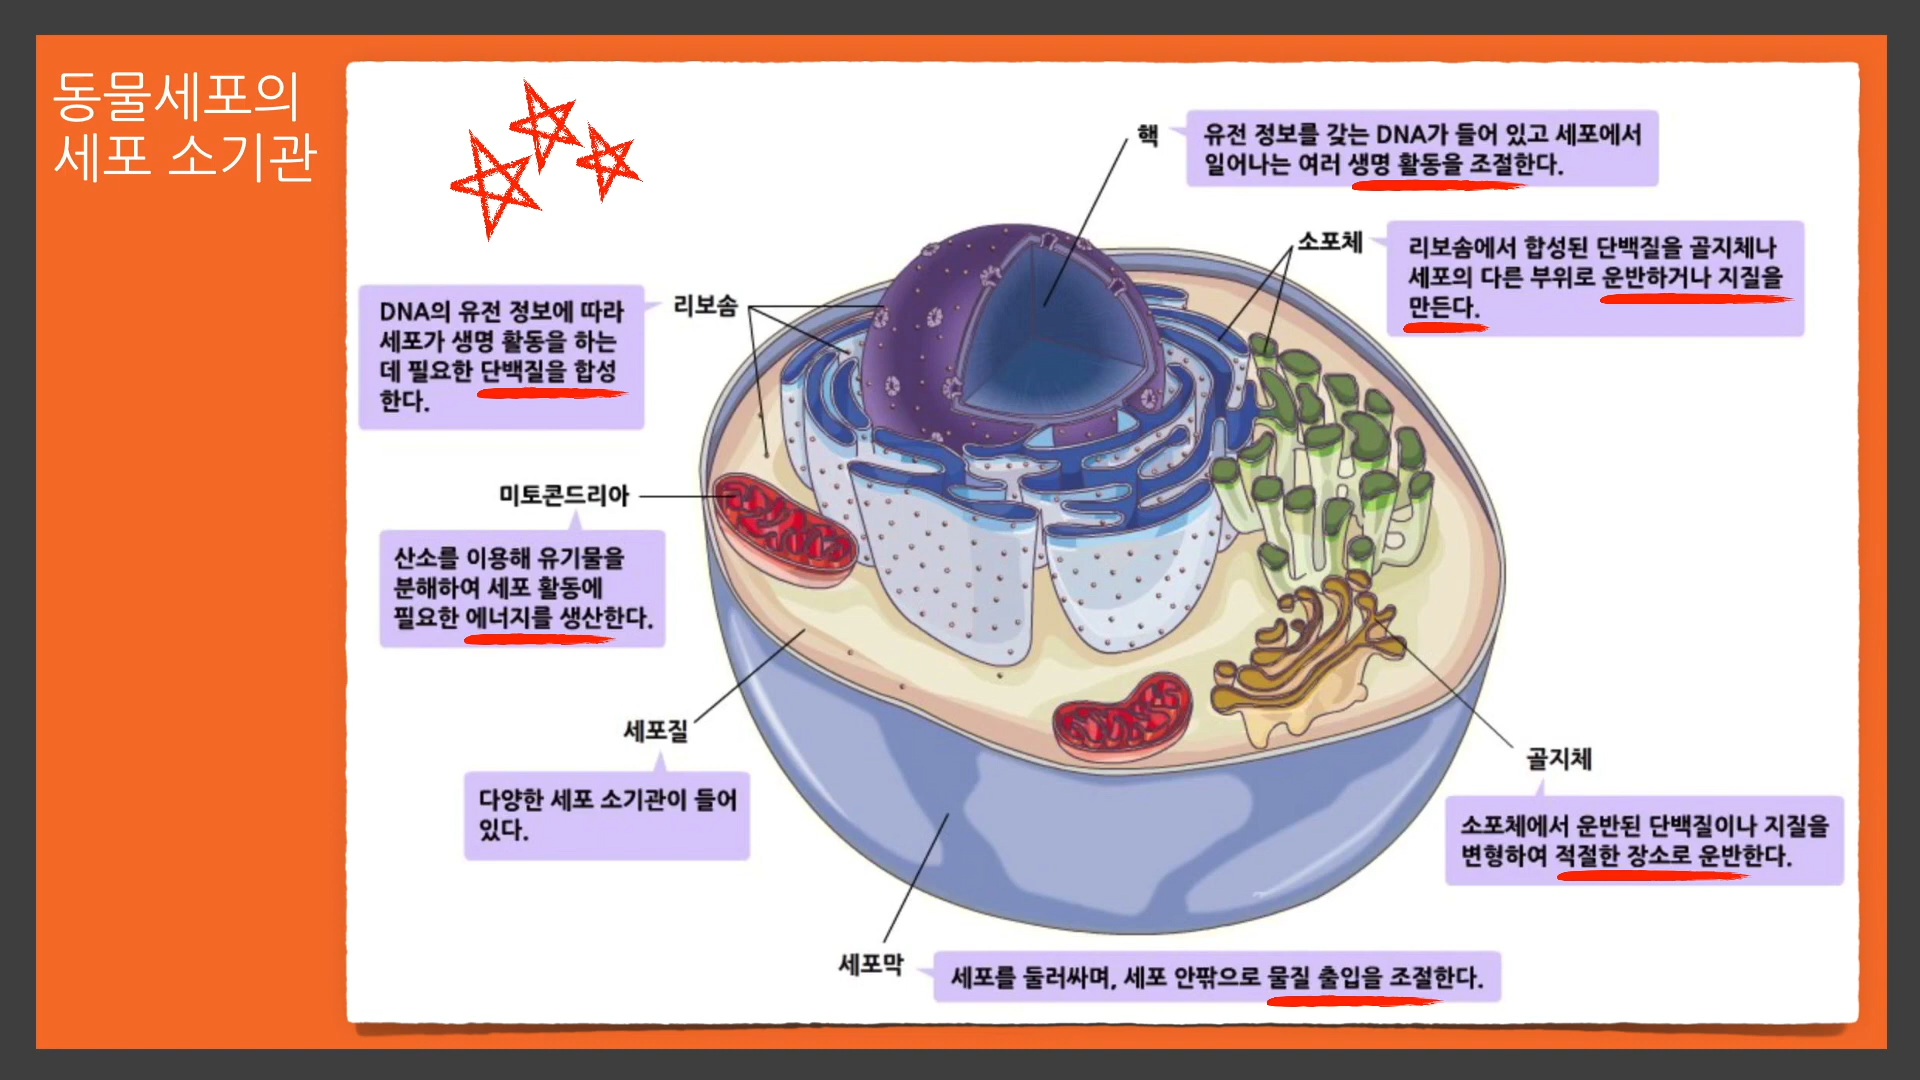 동물세포의
세포 소기관
핵
유전 정보를 갖는 DNA가 들어 있고 세포에서
일어나는 여러 생명 활동을 조절한다.
소포체
리보솜에서 합성된 단백질을 골지체나
세포의 다른 부위로 운반하거나 지질을
만든다.
리보솜
DNA의 유전 정보에 따라
세포가 생명 활동을 하는
데 필요한 단백질을 합성
한다.
미토콘드리아
산소를 이용해 유기물을
분해하여 세포 활동에
필요한 에너지를 생산한다.
세포질
다양한 세포 소기관이 들어
있다.
골지체
소포체에서 운반된 단백질이나 지질을
변형하여 적절한 장소로 운반한다.
세포막
세포를 둘러싸며, 세포 안팎으로 물질 출입을 조절한다.